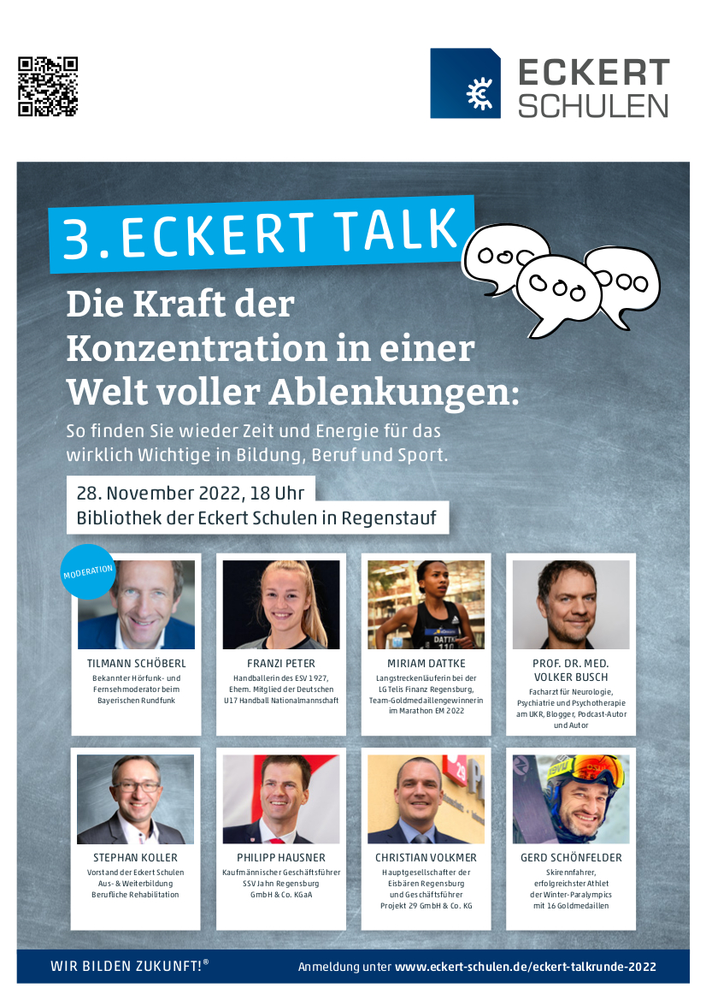 ECKERT
SCHULEN
3. ECKERT TALK
Die Kraft der
Konzentration in einer
Welt voller Ablenkungen:
So finden Sie wieder Zeit und Energie für das
wirklich Wichtige in Bildung, Beruf und Sport.
28. November 2022, 18 Uhr
Bibliothek der Eckert Schulen in Regenstauf
MODERATION
TILMANN SCHÖBERL
Bekannter Hörfunk- und
Fernsehmoderator beim
Bayerischen Rundfunk
FRANZI PETER
Handballerin des ESV 1927,
Ehem. Mitglied der Deutschen
U17 Handball Nationalmannschaft
DATTKE
110
MIRIAM DATTKE
Langstreckenläuferin bei der
LG Telis Finanz Regensburg,
Team-Goldmedaillengewinnerin
im Marathon EM 2022
PROF. DR. MED.
VOLKER BUSCH
Facharzt für Neurologie,
Psychiatrie und Psychotherapie
am UKR, Blogger, Podcast-Autor
und Autor
STEPHAN KOLLER
Vorstand der Eckert Schulen
Aus- & Weiterbildung
Berufliche Rehabilitation
PHILIPP HAUSNER
Kaufmännischer Geschäftsführer
SSV Jahn Regensburg
GmbH & Co. KGaA
29
CHRISTIAN VOLKMER
Hauptgesellschafter der
Eisbären Regensburg
und Geschäftsführer
Projekt 29 GmbH & Co. KG
uvex
GERD SCHÖNFELDER
Skirennfahrer,
erfolgreichster Athlet
der Winter-Paralympics
mit 16 Goldmedaillen
WIR BILDEN ZUKUNFT!®
Anmeldung unter www.eckert-schulen.de/eckert-talkrunde-2022